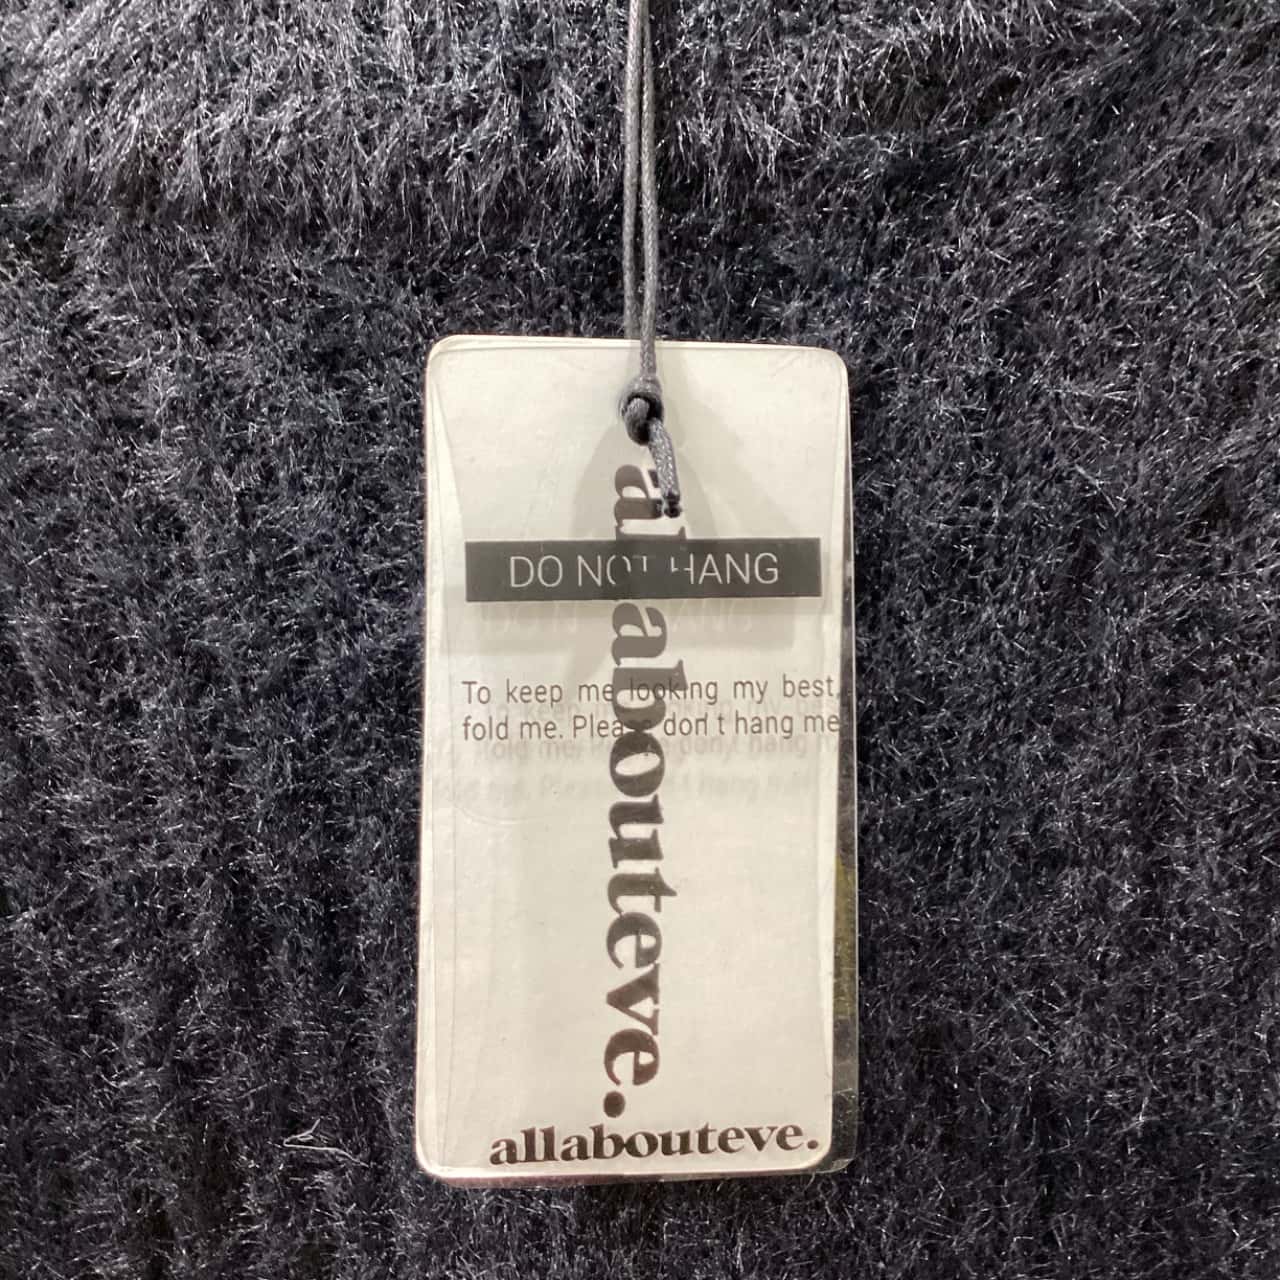 DO NOT HANG
To keep me looking my best,
fold me. Please don't hang me
allabouteve.
allabouteve.